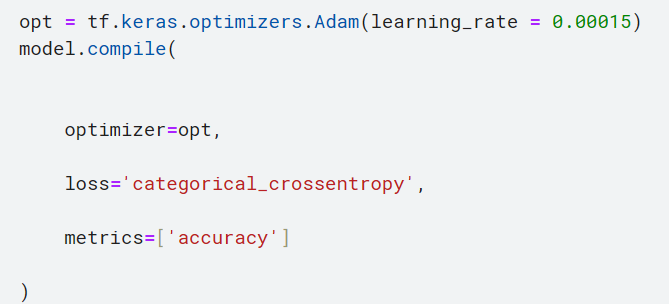 opt = tf.keras.optimizers.Adam(learning_rate = 0.00015)
model.compile(
    optimizer=opt,
    loss='categorical_crossentropy',
    metrics=['accuracy']
)